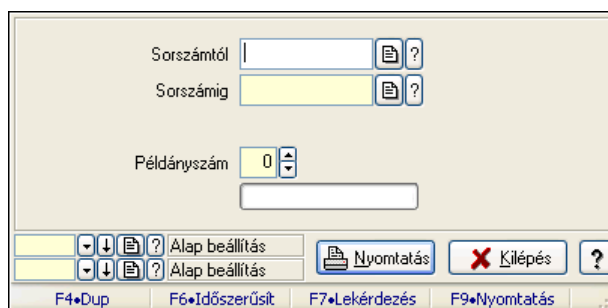 Sorszámtól ?
Sorszámig ?
Példányszám 0
? Alap beállítás
? Alap beállítás
Nyomtatás Kilépés ?
F4•Dup F6•Időszerűsít F7•Lekérdezés F9•Nyomtatás